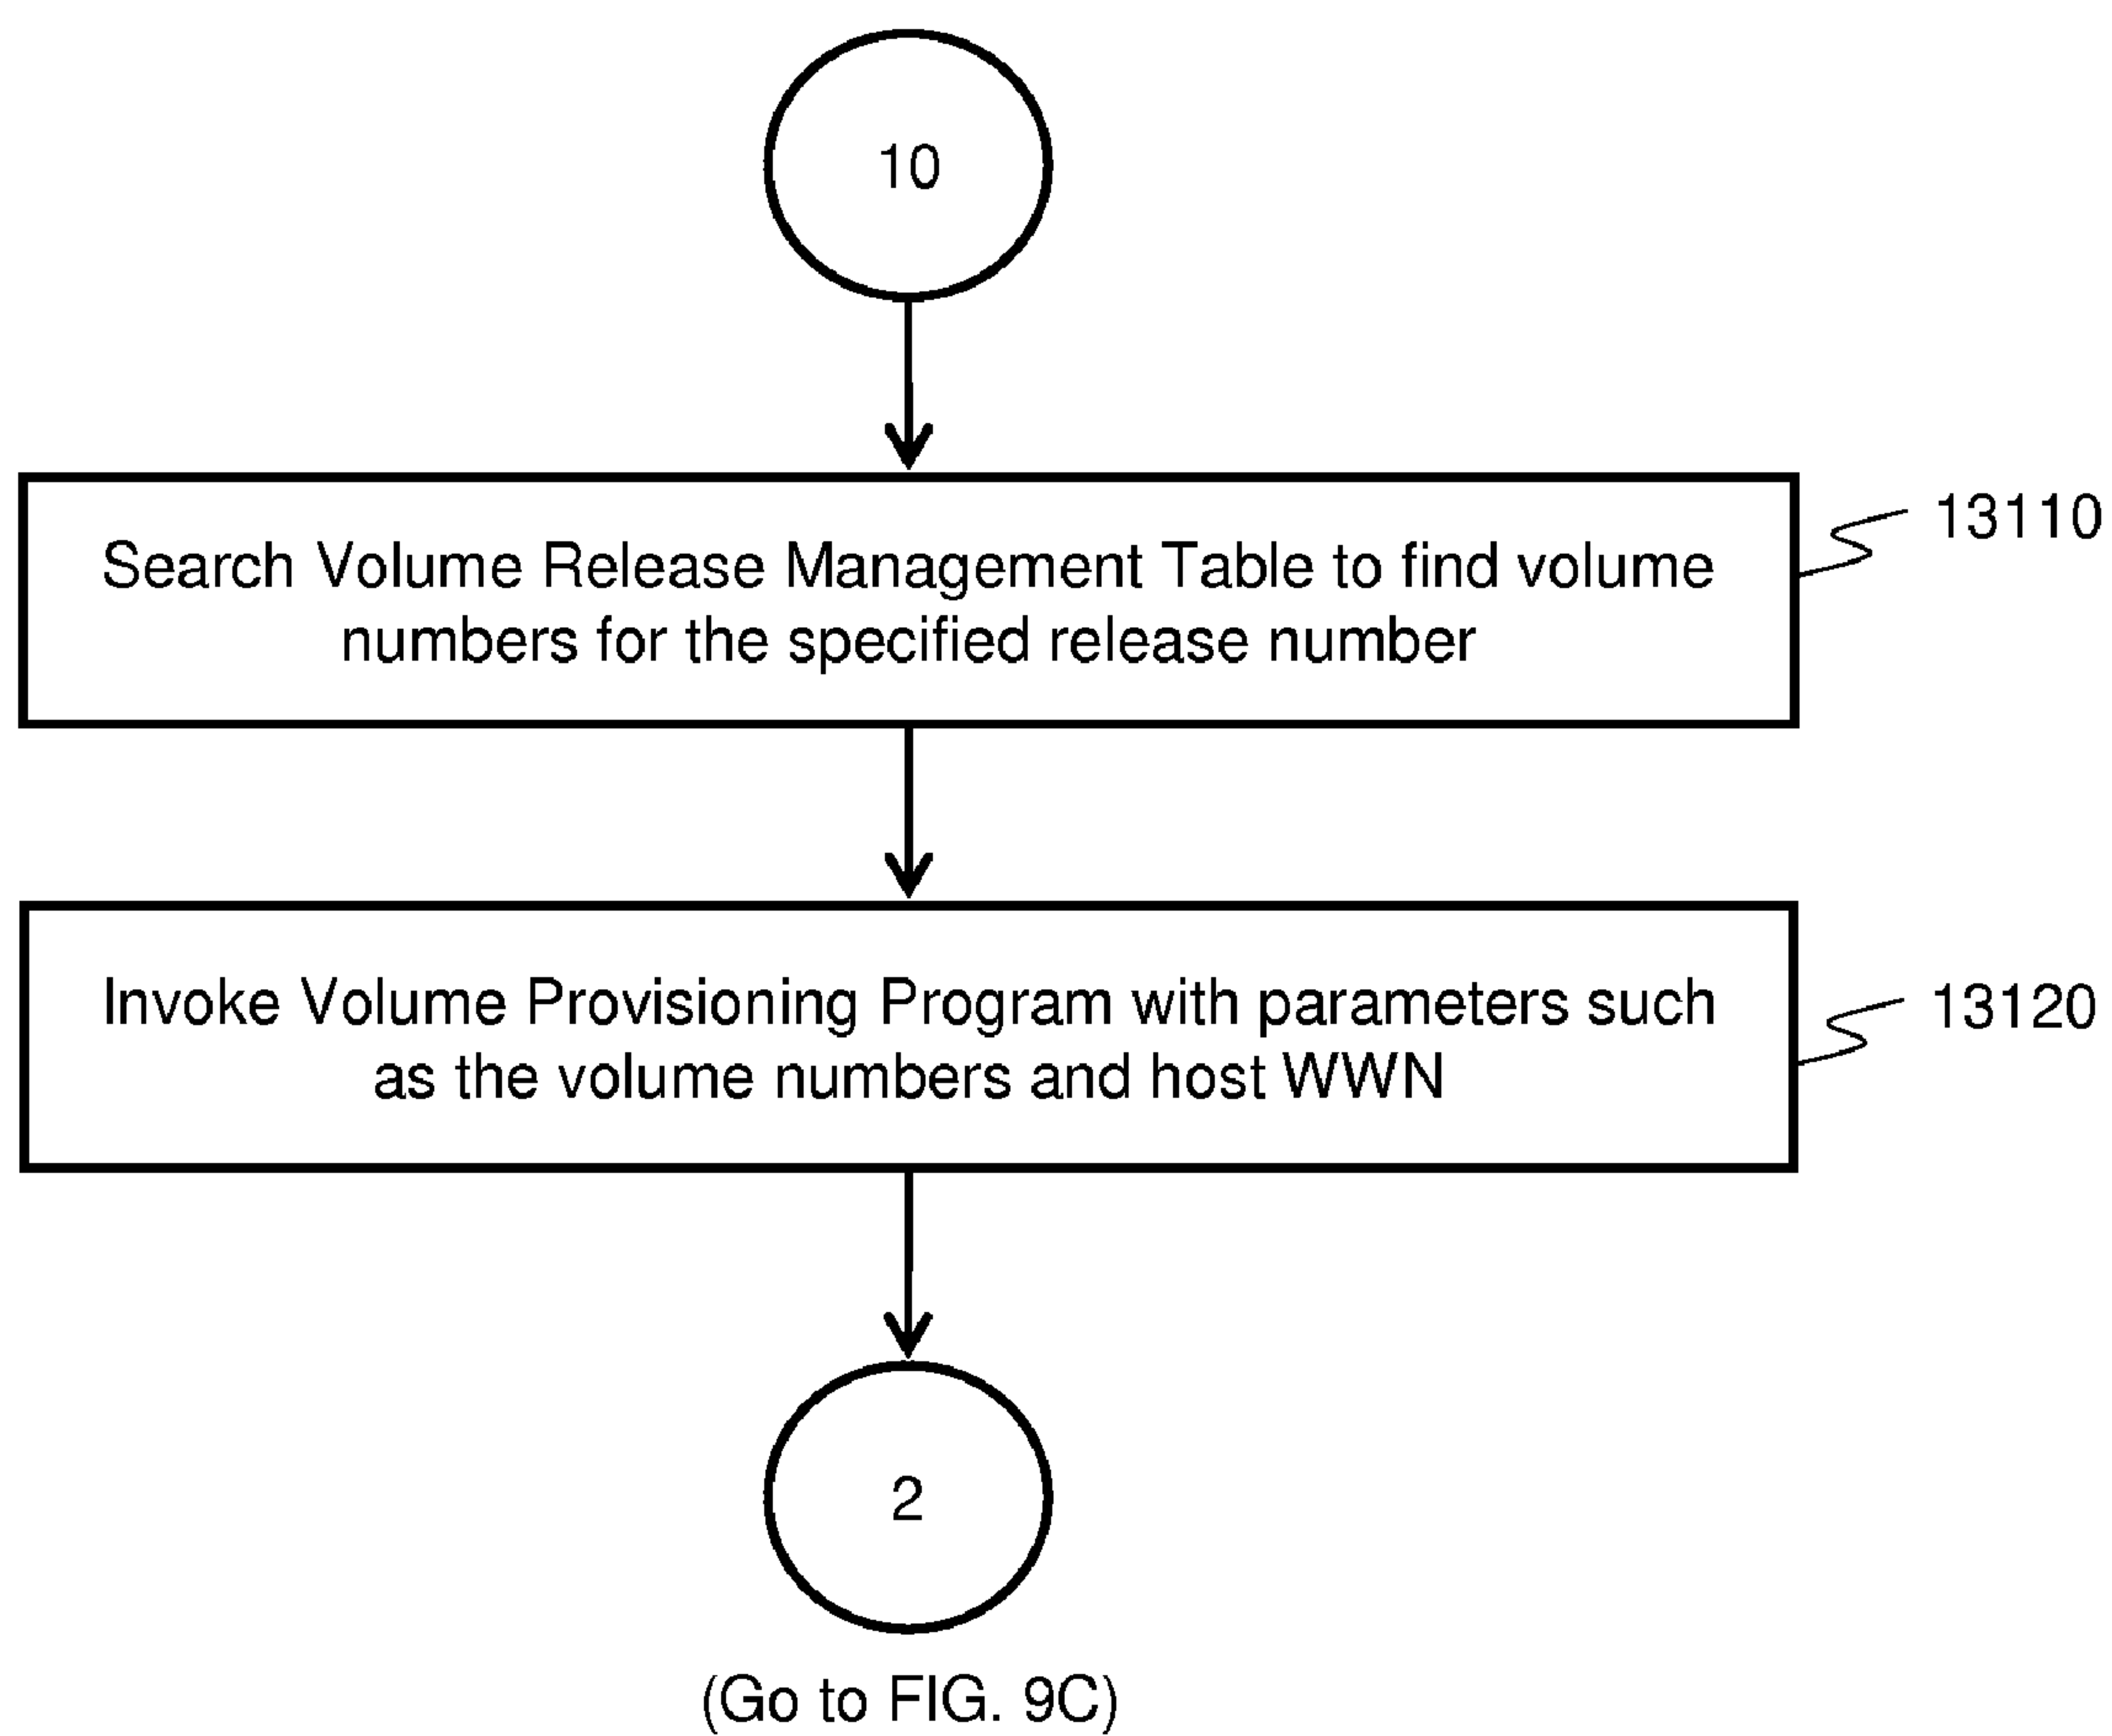 10
Search Volume Release Management Table to find volume
numbers for the specified release number
13110
Invoke Volume Provisioning Program with parameters such
as the volume numbers and host WWN
13120
2
(Go to FIG. 9C)